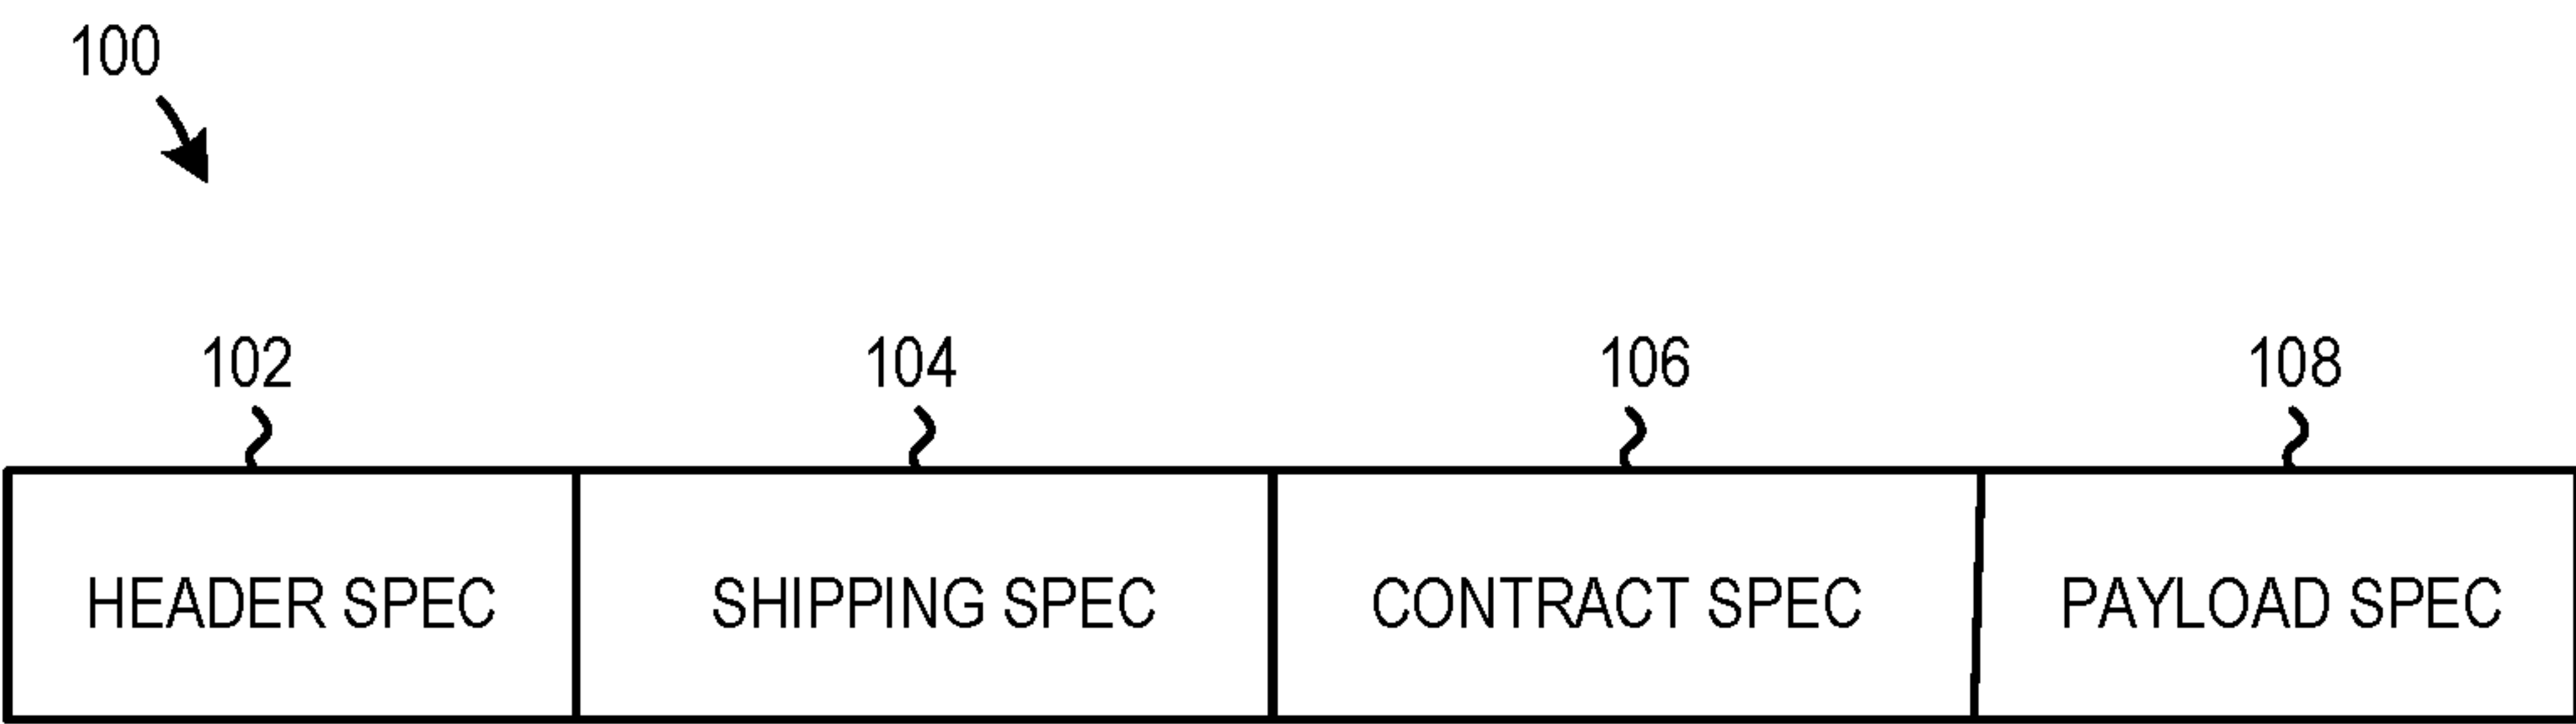 100
102 104 106 108
HEADER SPEC SHIPPING SPEC CONTRACT SPEC PAYLOAD SPEC